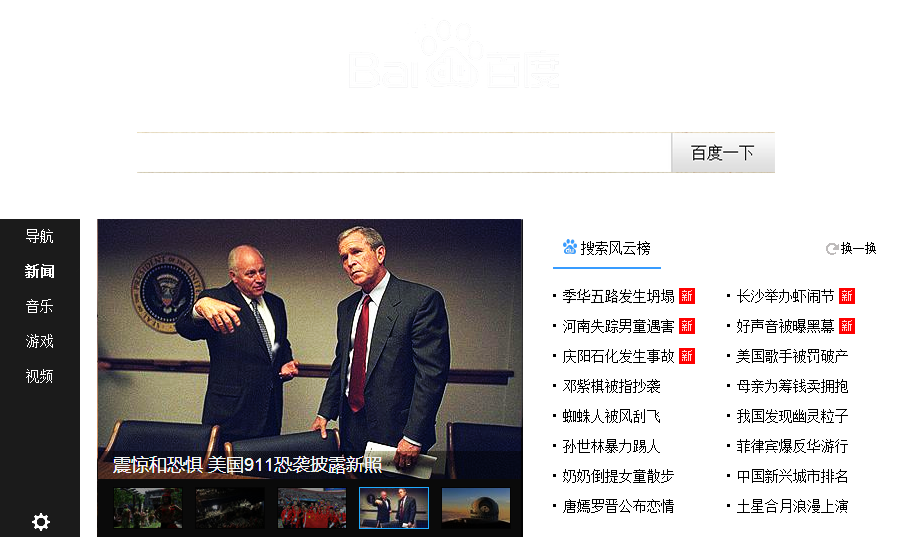 Bai 百度
百度一下
导航
新闻
音乐
游戏
视频
震惊和恐惧 美国911恐袭披露新照
搜索风云榜
换一换
季华五路发生坍塌 新
长沙举办虾闹节 新
河南失踪男童遇害 新
好声音被曝黑幕 新
庆阳石化发生事故 新
美国歌手被罚破产
邓紫棋被指抄袭
母亲为筹钱卖拥抱
蜘蛛人被风刮飞
我国发现幽灵粒子
孙世林暴力踢人
菲律宾爆反华游行
奶奶倒提女童散步
中国新兴城市排名
唐嫣罗晋公布恋情
土星合月浪漫上演